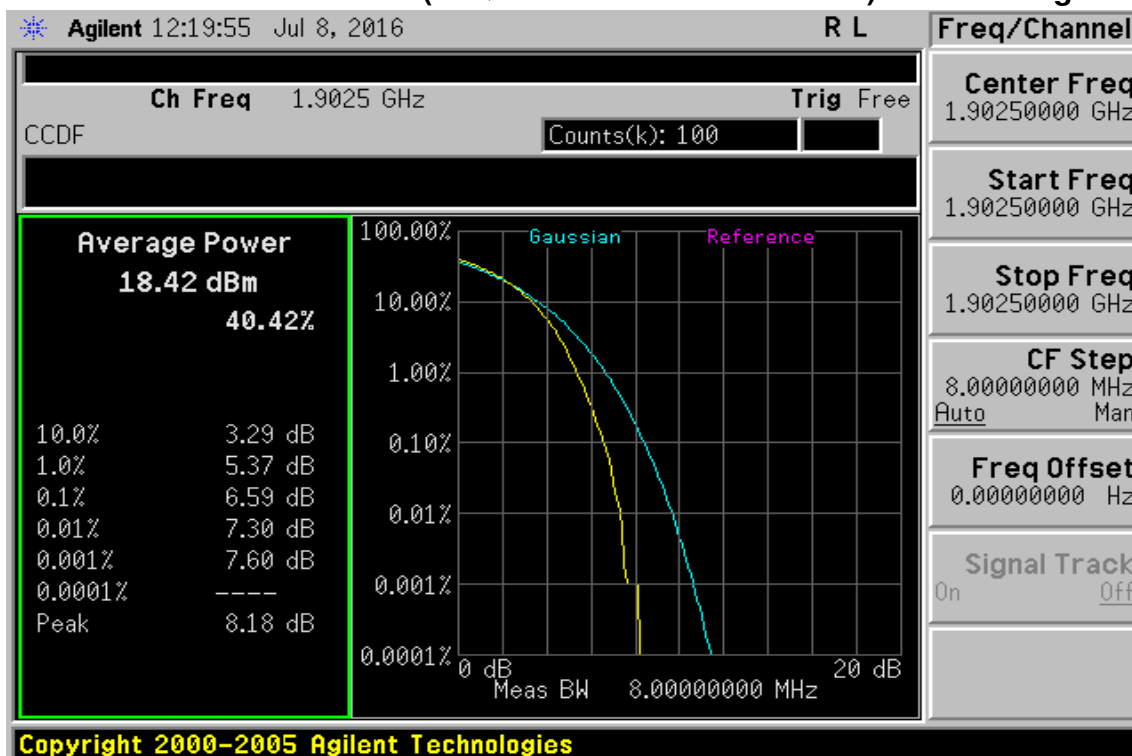 Agilent 12:19:55 Jul 8, 2016 R L
Ch Freq 1.9025 GHz Trig Free
CCDF Counts(k): 100
Average Power
18.42 dBm
40.42%
10.0% 3.29 dB
1.0% 5.37 dB
0.1% 6.59 dB
0.01% 7.30 dB
0.001% 7.60 dB
0.0001% ----
Peak 8.18 dB
Gaussian Reference
100.00%
10.00%
1.00%
0.10%
0.01%
0.001%
0.0001%
0 dB 20 dB
Meas BW 8.00000000 MHz
Freq/Channel
Center Freq
1.90250000 GHz
Start Freq
1.90250000 GHz
Stop Freq
1.90250000 GHz
CF Step
8.00000000 MHz
Auto Man
Freq Offset
0.00000000 Hz
Signal Track
On Off
Copyright 2000-2005 Agilent Technologies